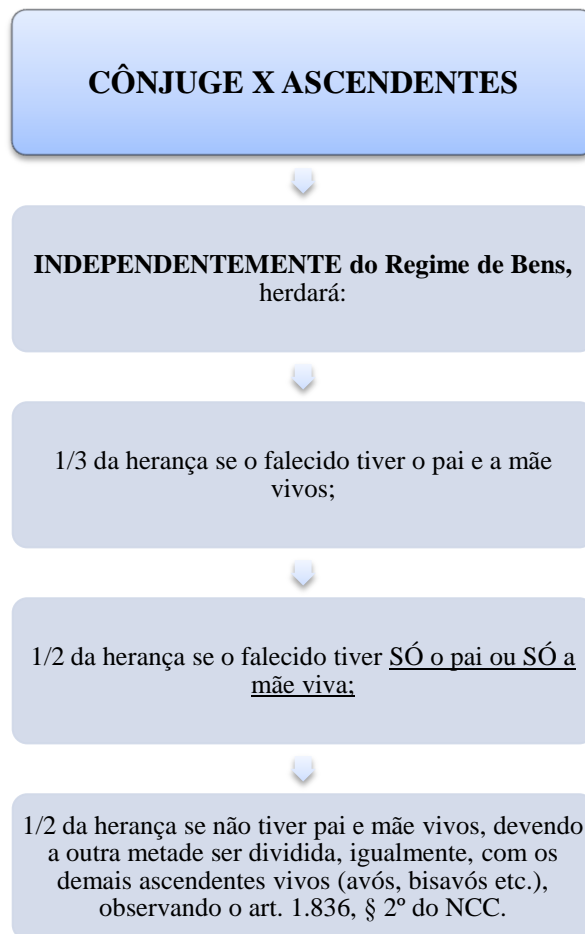 CÔNJUGE X ASCENDENTES
INDEPENDENTEMENTE do Regime de Bens,
herdará:
1/3 da herança se o falecido tiver o pai e a mãe
vivos;
1/2 da herança se o falecido tiver SÓ o pai ou SÓ a
mãe viva;
1/2 da herança se não tiver pai e mãe vivos, devendo
a outra metade ser dividida, igualmente, com os
demais ascendentes vivos (avós, bisavós etc.),
observando o art. 1.836, § 2º do NCC.